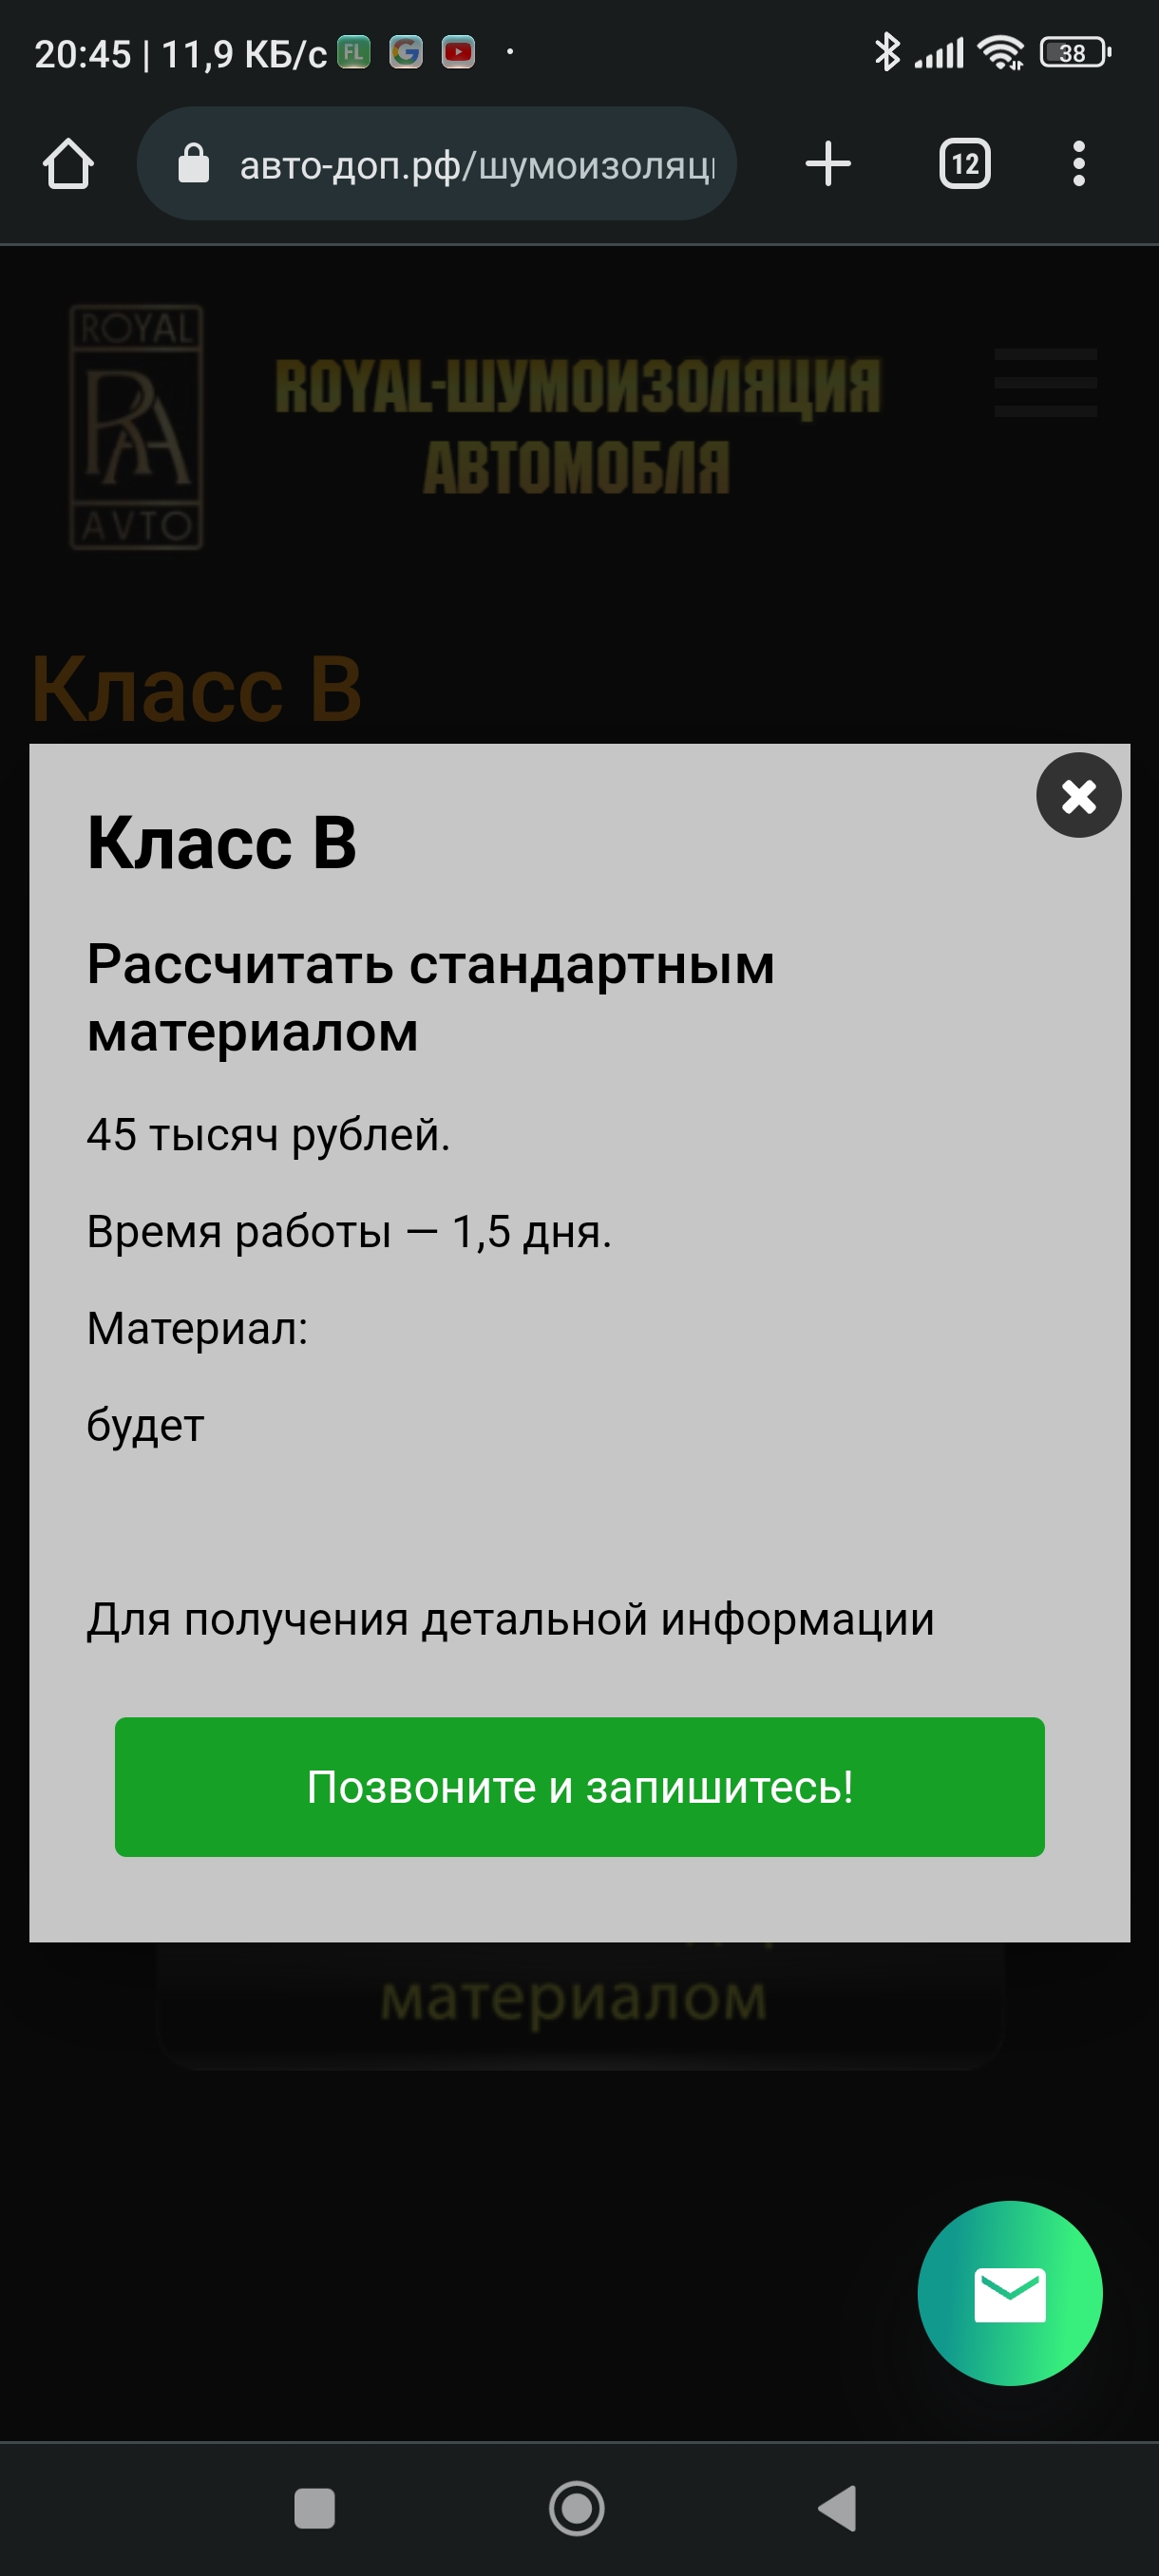 20:45 | 11,9 КБ/с FL
38
авто-доп.рф/шумоизоляц
12
ROYAL
RA
AVTO
ROYAL-ШУМОИЗОЛЯЦИЯ
АВТОМОБЛЯ
Класс B
Класс B
Рассчитать стандартным
материалом
45 тысяч рублей.
Время работы — 1,5 дня.
Материал:
будет
Для получения детальной информации
Позвоните и запишитесь!
материалом